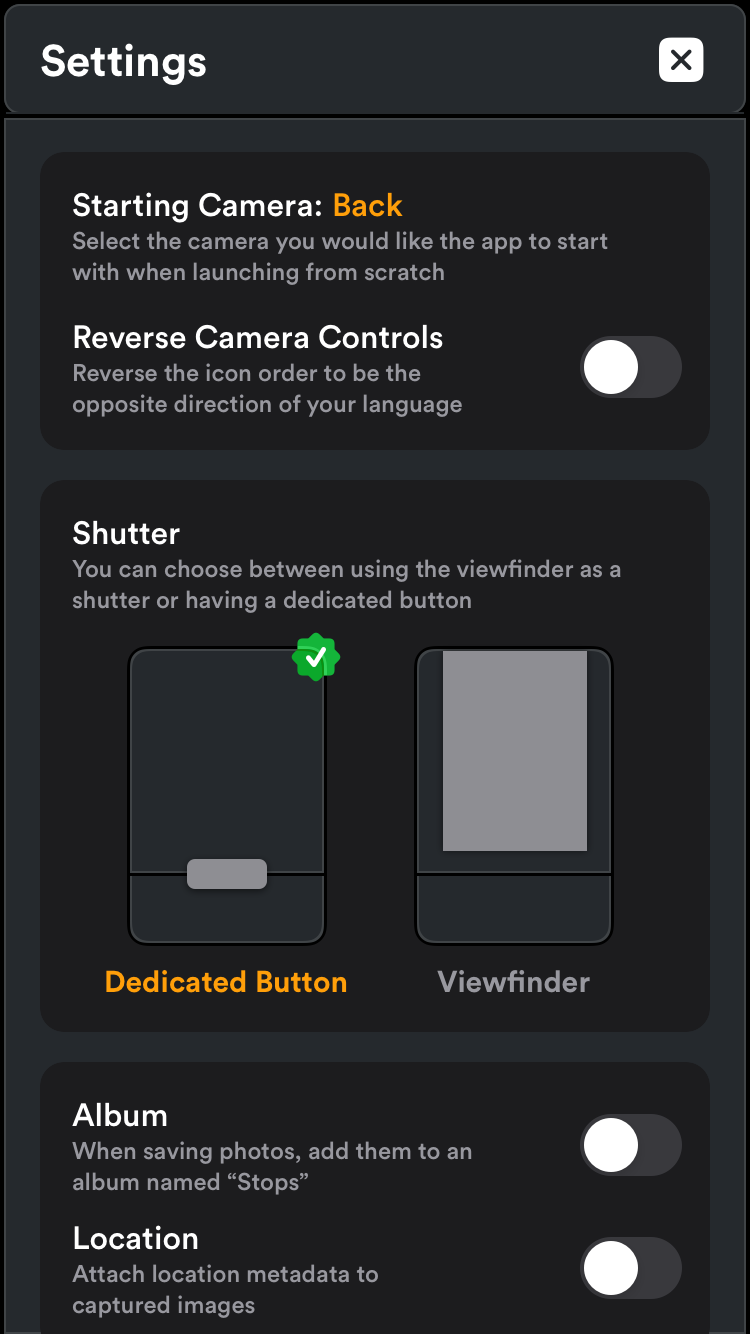 Settings
Starting Camera: Back
Select the camera you would like the app to start
with when launching from scratch
Reverse Camera Controls
Reverse the icon order to be the
opposite direction of your language
Shutter
You can choose between using the viewfinder as a
shutter or having a dedicated button
Dedicated Button
Viewfinder
Album
When saving photos, add them to an
album named “Stops”
Location
Attach location metadata to
captured images